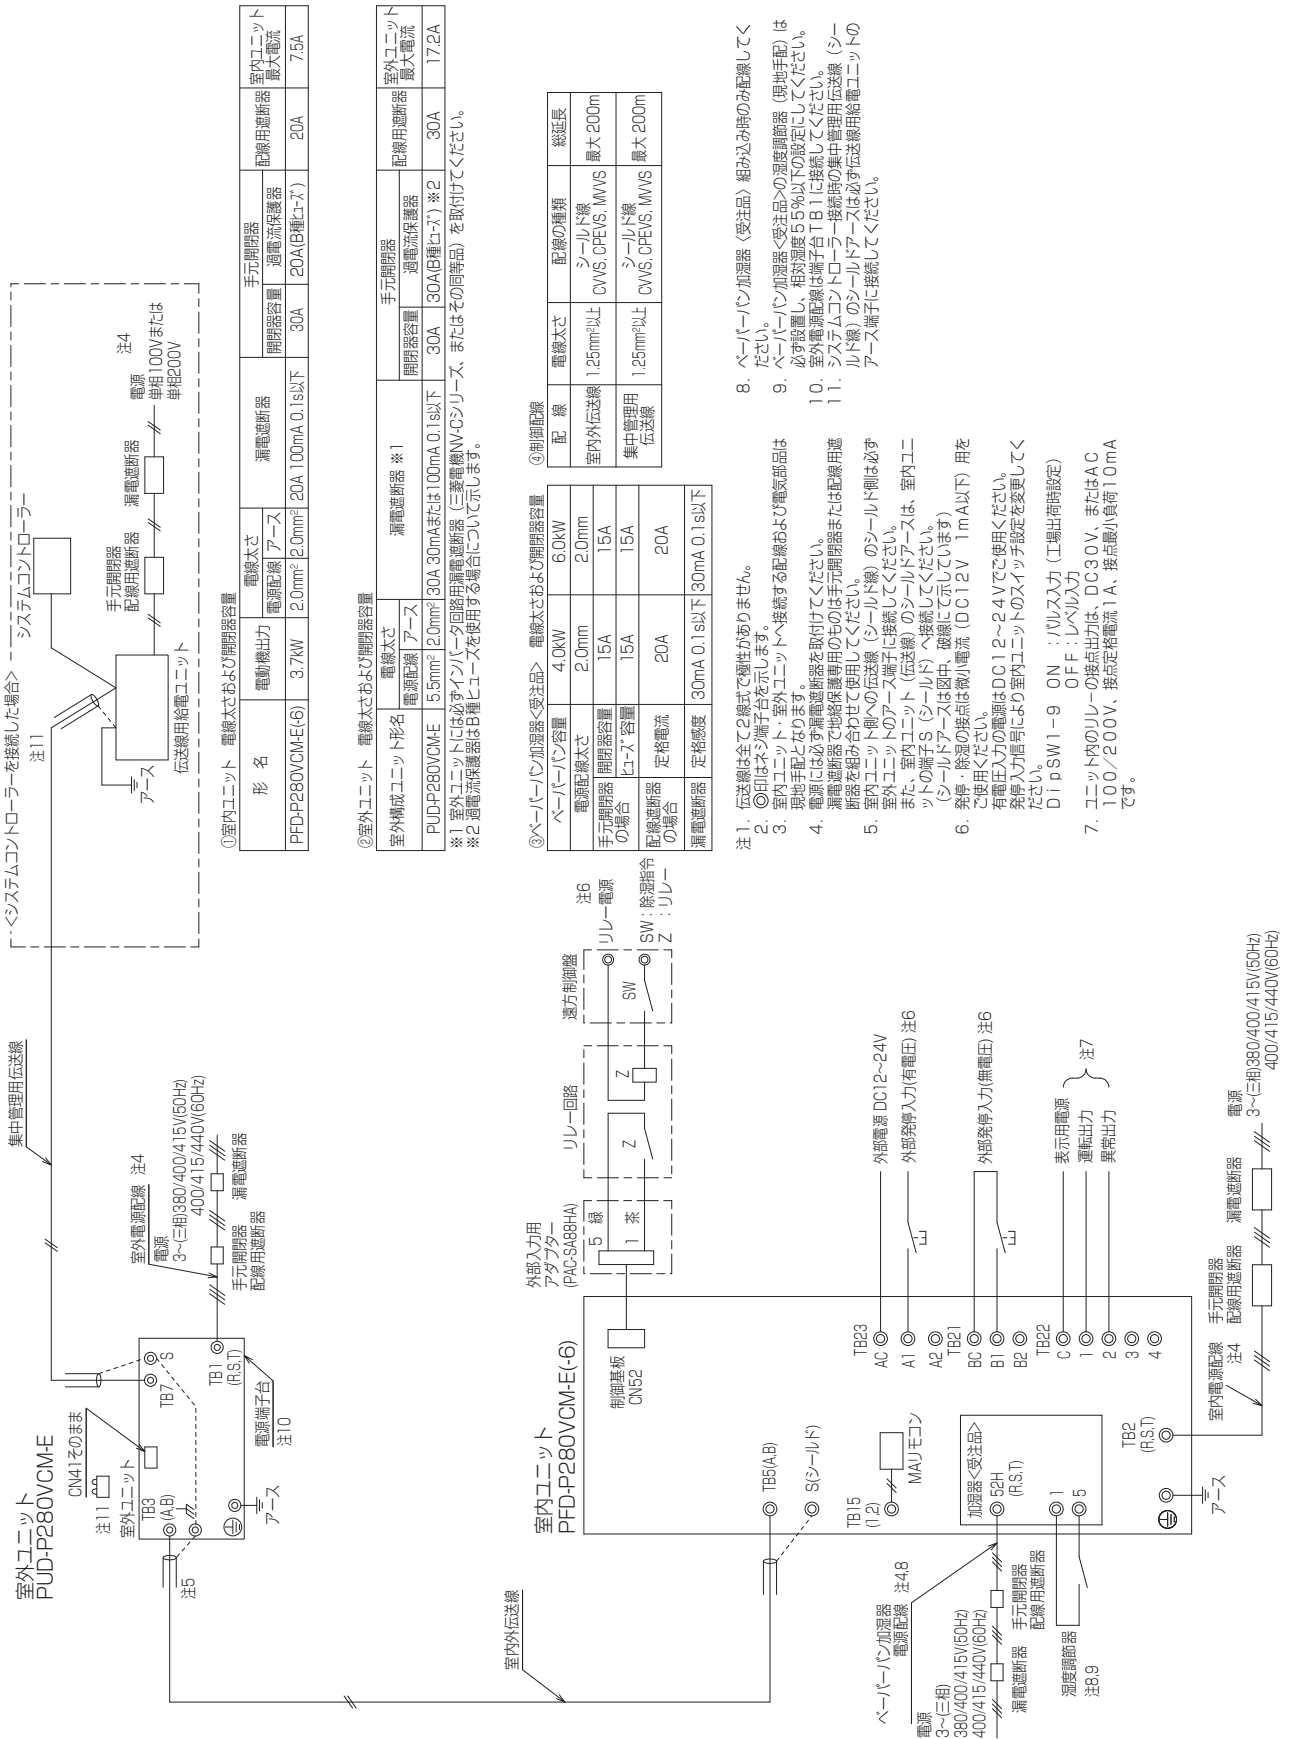 室外ユニット
PUD-P280VCM-E
注11
CN41そのまま
室外ユニット
TB3
(A,B)
TB7
S
TB1
(R,S,T)
アース
電源端子台
注10
注5
集中管理用伝送線
室外電源配線 注4
電源
3~(三相)380/400/415V(50Hz)
400/415/440V(60Hz)
手元開閉器
配線用遮断器
漏電遮断器
<システムコントローラーを接続した場合>
システムコントローラー
注11
アース
伝送線用給電ユニット
手元開閉器
配線用遮断器
漏電遮断器
電源
単相100Vまたは
単相200V
注4
室内外伝送線
室内ユニット
PFD-P280VCM-E(-6)
制御基板
CN52
外部入力用
アダプター
(PAC-SA88HA)
5 緑
1 茶
リレー回路
Z
Z
遠方制御盤
SW
注6
リレー電源
SW:除湿指令
Z :リレー
TB5(A,B)
S(シールド)
TB15
(1,2)
MAリモコン
TB23
AC
A1
A2
TB21
BC
B1
B2
TB22
C
1
2
3
4
外部電源 DC12~24V
外部発停入力(有電圧) 注6
外部発停入力(無電圧) 注6
表示用電源
運転出力
異常出力
注7
加湿器<受注品>
52H
(R,S,T)
1
5
TB2
(R,S,T)
アース
ペーパーパン加湿器
電源配線 注4,8
電源
3~(三相)
380/400/415V(50Hz)
400/415/440V(60Hz)
漏電遮断器
手元開閉器
配線用遮断器
湿度調節器
注8,9
室内電源配線
注4
手元開閉器
配線用遮断器
漏電遮断器
電源
3~(三相)380/400/415V(50Hz)
400/415/440V(60Hz)
①室内ユニット 電線太さおよび開閉器容量
形 名 電動機出力 電線太さ 漏電遮断器 手元開閉器 配線用遮断器 室内ユニット最大電流
電源配線 アース 開閉器容量 過電流保護器
PFD-P280VCM-E(-6) 3.7kW 2.0mm² 2.0mm² 20A 100mA 0.1s以下 30A 20A(B種ヒューズ) 20A 7.5A
②室外ユニット 電線太さおよび開閉器容量
室外構成ユニット形名 電線太さ 漏電遮断器 ※1 手元開閉器 配線用遮断器 室外ユニット最大電流
電源配線 アース 開閉器容量 過電流保護器
PUD-P280VCM-E 5.5mm² 2.0mm² 30A 30mAまたは100mA 0.1s以下 30A 30A(B種ヒューズ) ※2 30A 17.2A
※1 室外ユニットには必ずインバータ回路用漏電遮断器(三菱電機NV-Cシリーズ、またはその同等品)を取付けてください。
※2 過電流保護器はB種ヒューズを使用する場合について示します。
③ペーパーパン加湿器<受注品> 電線太さおよび開閉器容量
ペーパーパン容量 4.0kW 6.0kW
電源配線太さ 2.0mm 2.0mm
手元開閉器の場合 開閉器容量 15A 15A
ヒューズ容量 15A 15A
配線遮断器の場合 定格電流 20A 20A
漏電遮断器 定格感度 30mA 0.1s以下 30mA 0.1s以下
④制御配線
配 線 電線太さ 配線の種類 総延長
室内外伝送線 1.25mm²以上 シールド線 CVVS, CPEVS, MVVS 最大 200m
集中管理用伝送線 1.25mm²以上 シールド線 CVVS, CPEVS, MVVS 最大 200m
注1. 伝送線は全て2線式で極性がありません。
2. ◎印はネジ端子台を示します。
3. 室内ユニット・室外ユニットへ接続する配線および電気部品は
現地手配となります。
4. 電源には必ず漏電遮断器を取付けてください。
漏電遮断器で地絡保護専用のものは手元開閉器または配線用遮
断器を組み合わせて使用してください。
5. 室内ユニット側への伝送線(シールド線)のシールド側は必ず
室外ユニットのアース端子に接続してください。
また、室内ユニット(伝送線)のシールドアースは、室内ユニ
ットの端子S(シールド)へ接続してください。
(シールドアースは図中、破線にて示しています)
6. 発停・除湿の接点は微小電流(DC12V 1mA以下)用を
ご使用ください。
有電圧入力の電源はDC12~24Vでご使用ください。
発停入力信号により室内ユニットのスイッチ設定を変更してく
ださい。
DipSW1-9 ON :パルス入力(工場出荷時設定)
OFF:レベル入力
7. ユニット内のリレーの接点出力は、DC30V、またはAC
100/200V、接点定格電流1A、接点最小負荷10mA
です。
8. ペーパーパン加湿器〈受注品〉組み込み時のみ配線してく
ださい。
9. ペーパーパン加湿器<受注品>の湿度調節器(現地手配)は
必ず設置し、相対湿度55%以下の設定にしてください。
10. 室外電源配線は端子台TB1に接続してください。
11. システムコントローラー接続時の集中管理用伝送線(シー
ルド線)のシールドアースは必ず伝送線用給電ユニットの
アース端子に接続してください。